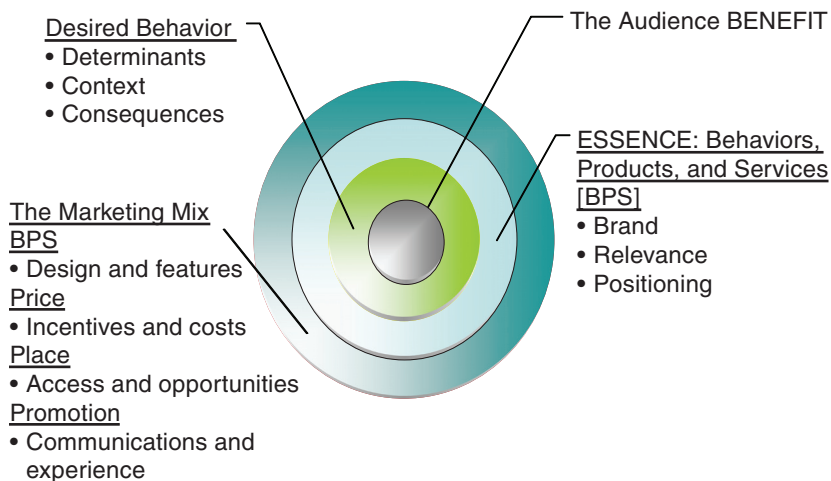 Desired Behavior
• Determinants
• Context
• Consequences
The Audience BENEFIT
ESSENCE: Behaviors,
Products, and Services
[BPS]
• Brand
• Relevance
• Positioning
The Marketing Mix
BPS
• Design and features
Price
• Incentives and costs
Place
• Access and opportunities
Promotion
• Communications and
experience